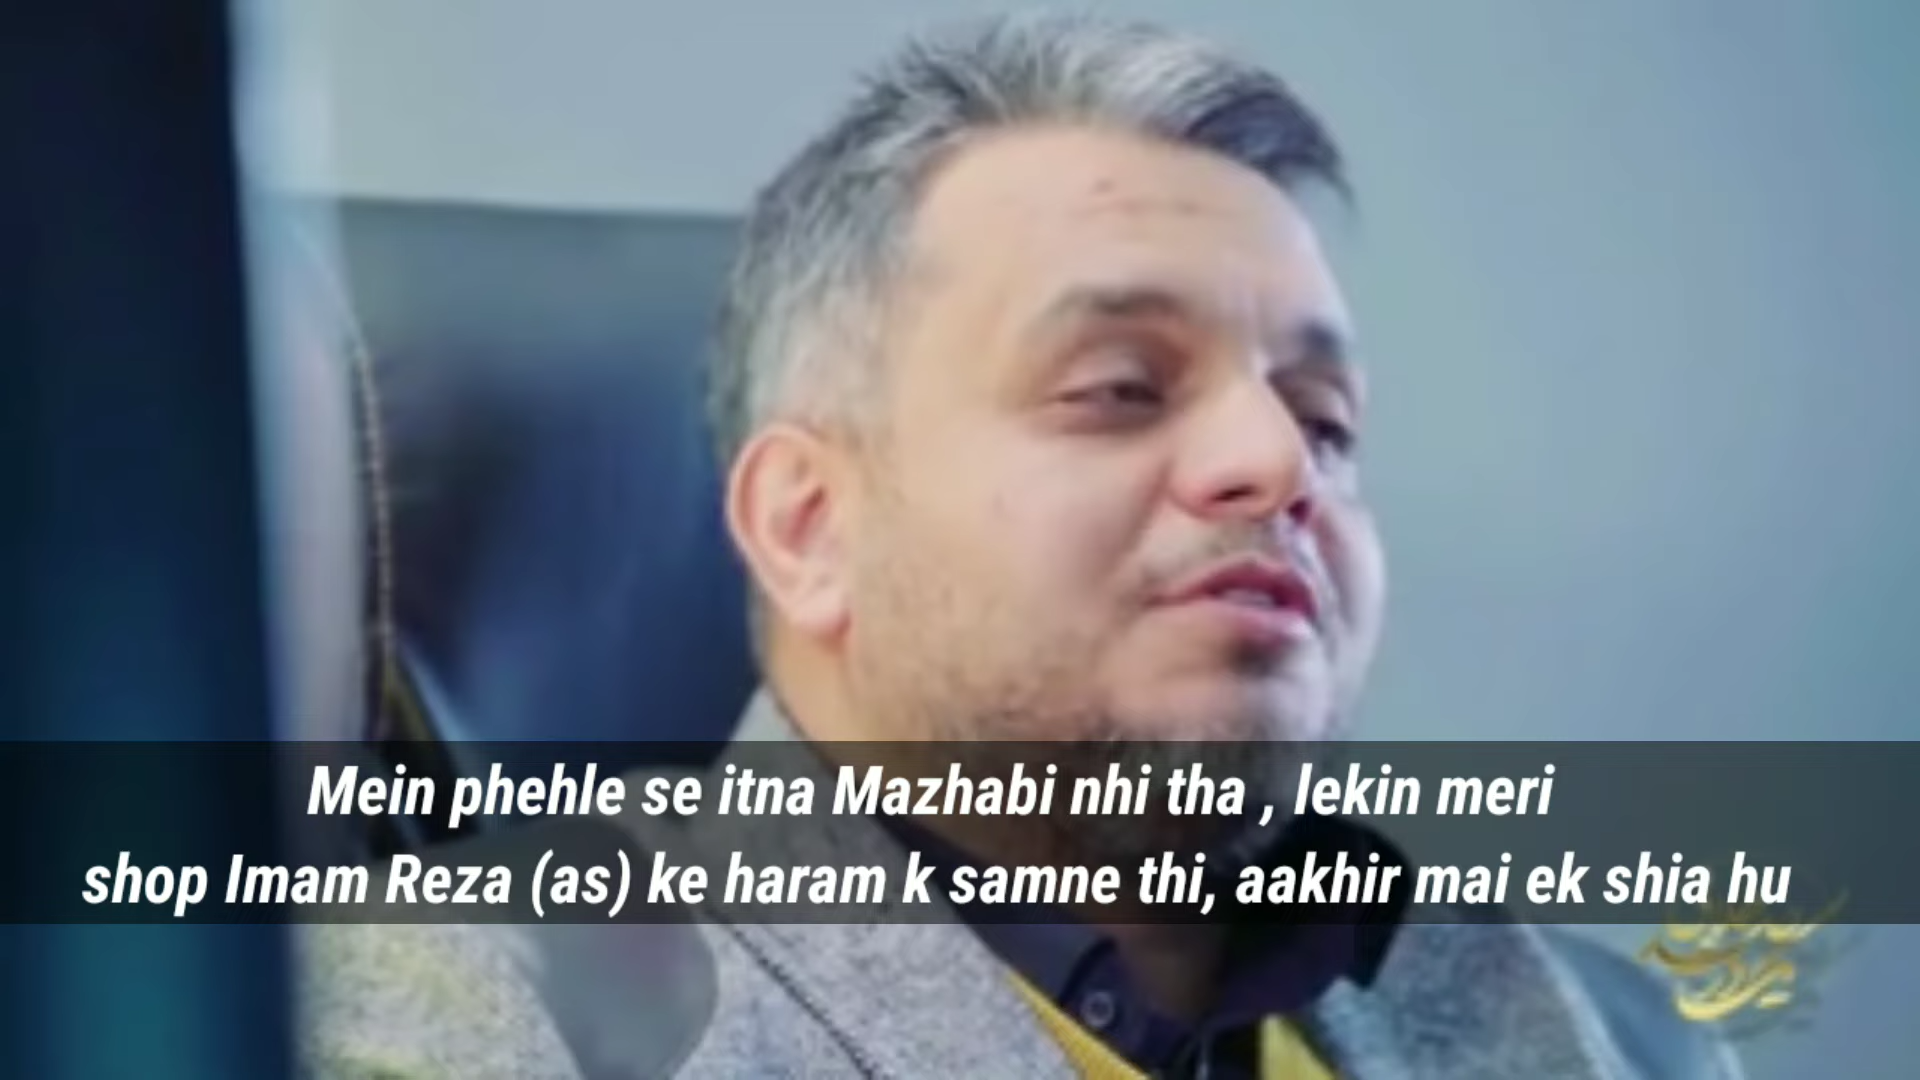 Mein phehle se itna Mazhabi nhi tha , lekin meri
shop Imam Reza (as) ke haram k samne thi, aakhir mai ek shia hu